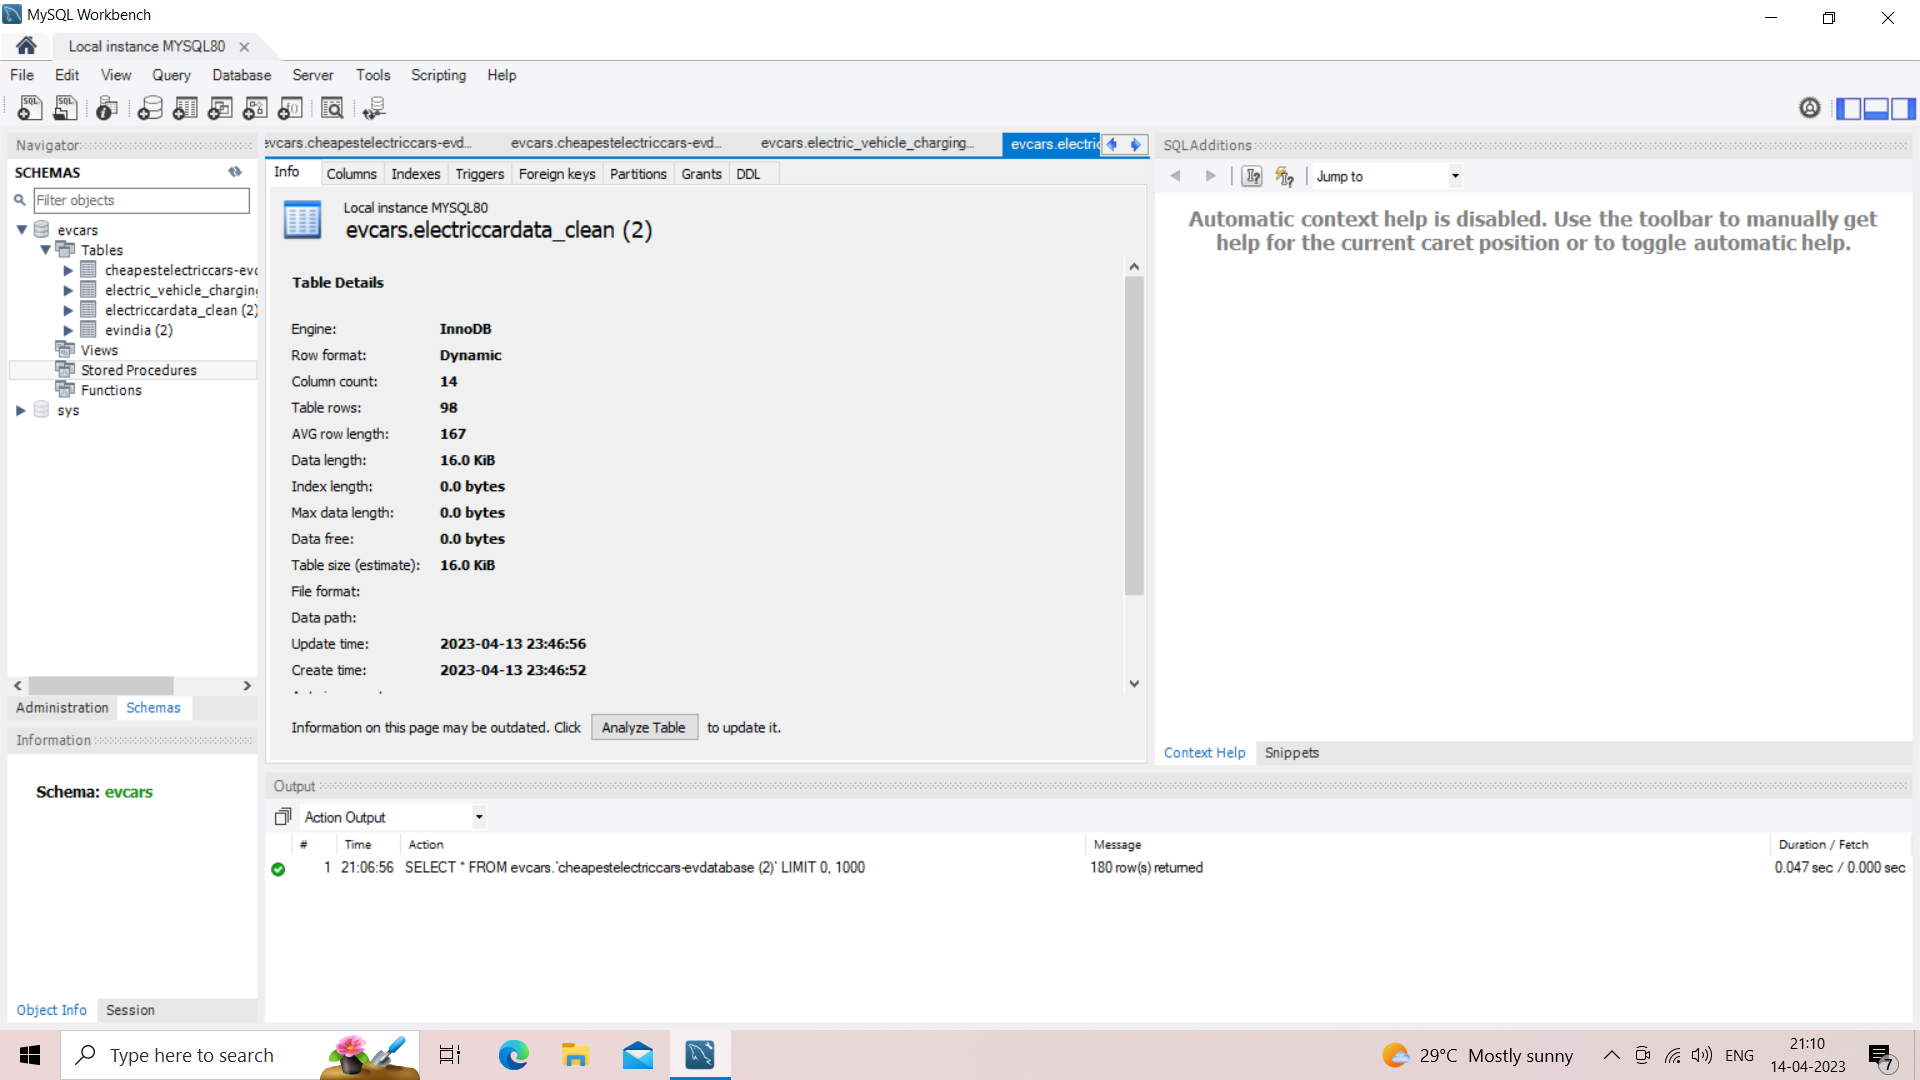 MySQL Workbench
Local instance MYSQL80
File Edit View Query Database Server Tools Scripting Help
Navigator
SCHEMAS
Filter objects
evcars
Tables
cheapestelectriccars-evd
electric_vehicle_charging
electriccardata_clean (2)
evindia (2)
Views
Stored Procedures
Functions
sys
Administration Schemas
Information
Schema: evcars
Object Info Session
evcars.cheapestelectriccars-evd... evcars.cheapestelectriccars-evd... evcars.electric_vehicle_charging... evcars.electric
Info Columns Indexes Triggers Foreign keys Partitions Grants DDL
Local instance MYSQL80
evcars.electriccardata_clean (2)
Table Details
Engine: InnoDB
Row format: Dynamic
Column count: 14
Table rows: 98
AVG row length: 167
Data length: 16.0 KiB
Index length: 0.0 bytes
Max data length: 0.0 bytes
Data free: 0.0 bytes
Table size (estimate): 16.0 KiB
File format:
Data path:
Update time: 2023-04-13 23:46:56
Create time: 2023-04-13 23:46:52
Information on this page may be outdated. Click Analyze Table to update it.
SQLAdditions
Jump to
Automatic context help is disabled. Use the toolbar to manually get
help for the current caret position or to toggle automatic help.
Context Help Snippets
Output
Action Output
# Time Action Message Duration / Fetch
1 21:06:56 SELECT * FROM evcars.`cheapestelectriccars-evdatabase (2)` LIMIT 0, 1000 180 row(s) returned 0.047 sec / 0.000 sec
Type here to search
29°C Mostly sunny
ENG
21:10
14-04-2023
7